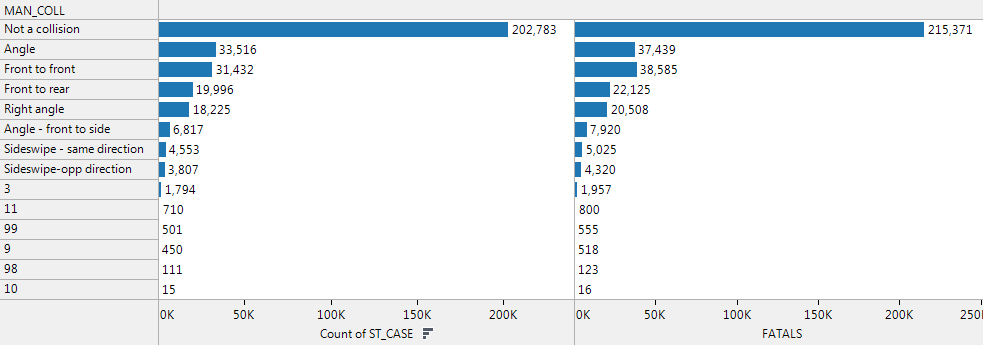 MAN_COLL
Not a collision 202,783 215,371
Angle 33,516 37,439
Front to front 31,432 38,585
Front to rear 19,996 22,125
Right angle 18,225 20,508
Angle - front to side 6,817 7,920
Sideswipe - same direction 4,553 5,025
Sideswipe-opp direction 3,807 4,320
3 1,794 1,957
11 710 800
99 501 555
9 450 518
98 111 123
10 15 16
0K 50K 100K 150K 200K 0K 50K 100K 150K 200K 250K
Count of ST_CASE FATALS